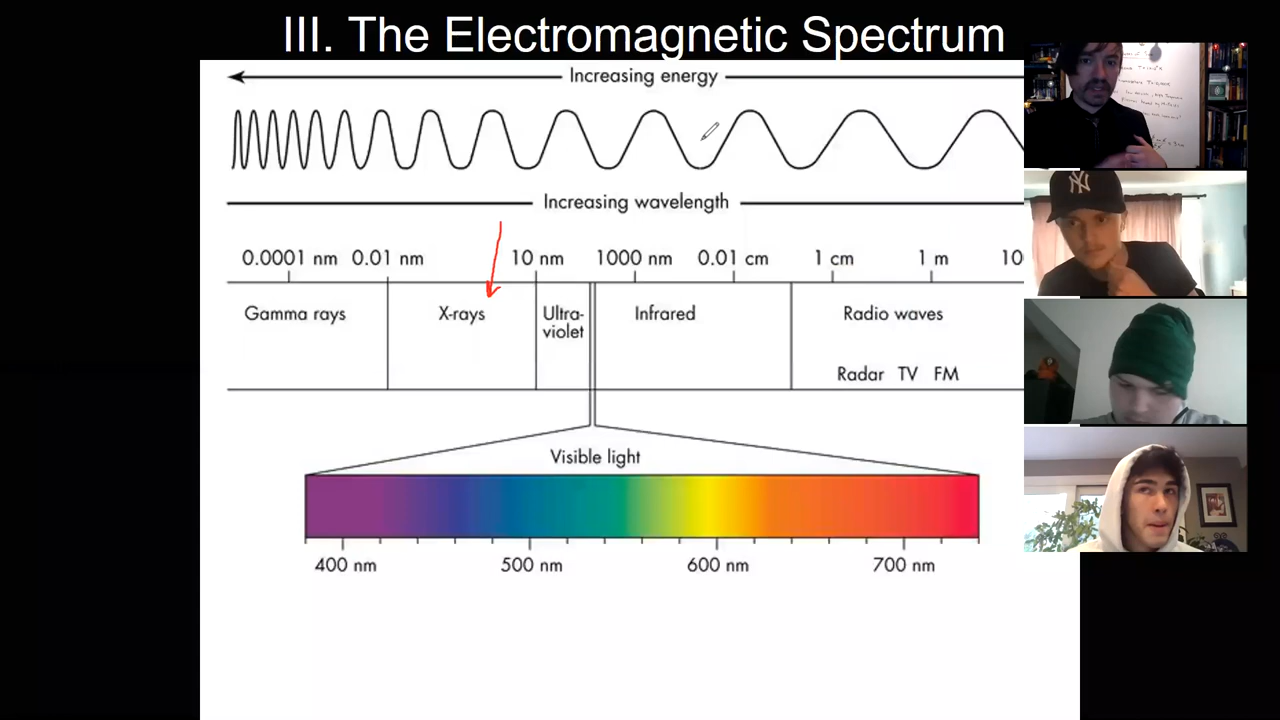 III. The Electromagnetic Spectrum
Increasing energy
Increasing wavelength
0.0001 nm 0.01 nm 10 nm 1000 nm 0.01 cm 1 cm 1 m 10
Gamma rays X-rays Ultra-violet Infrared Radio waves
Radar TV FM
Visible light
400 nm 500 nm 600 nm 700 nm
NY